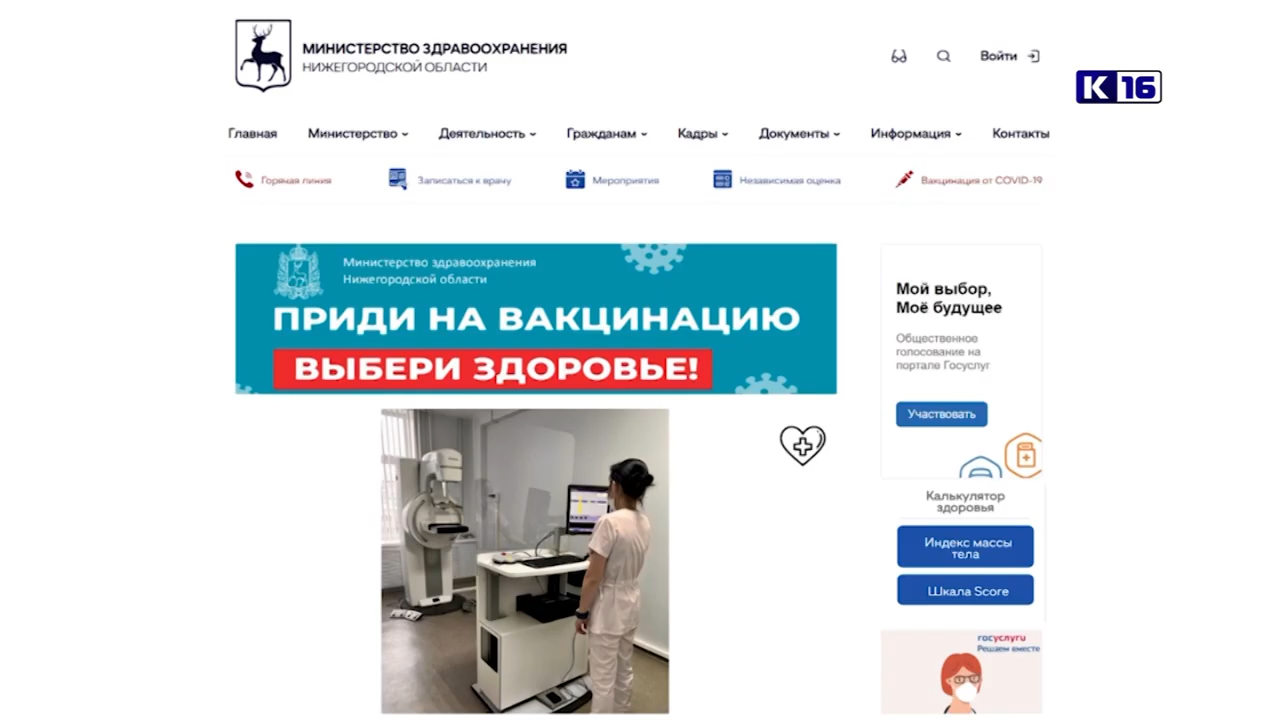 МИНИСТЕРСТВО ЗДРАВООХРАНЕНИЯ
НИЖЕГОРОДСКОЙ ОБЛАСТИ
Войти
К 16
Главная Министерство Деятельность Гражданам Кадры Документы Информация Контакты
Горячая линия Записаться к врачу Мероприятия Независимая оценка Вакцинация от COVID-19
Министерство здравоохранения
Нижегородской области
ПРИДИ НА ВАКЦИНАЦИЮ
ВЫБЕРИ ЗДОРОВЬЕ!
Мой выбор,
Моё будущее
Общественное
голосование на
портале Госуслуг
Участвовать
Калькулятор
здоровья
Индекс массы
тела
Шкала Score
госуслуги
Решаем вместе